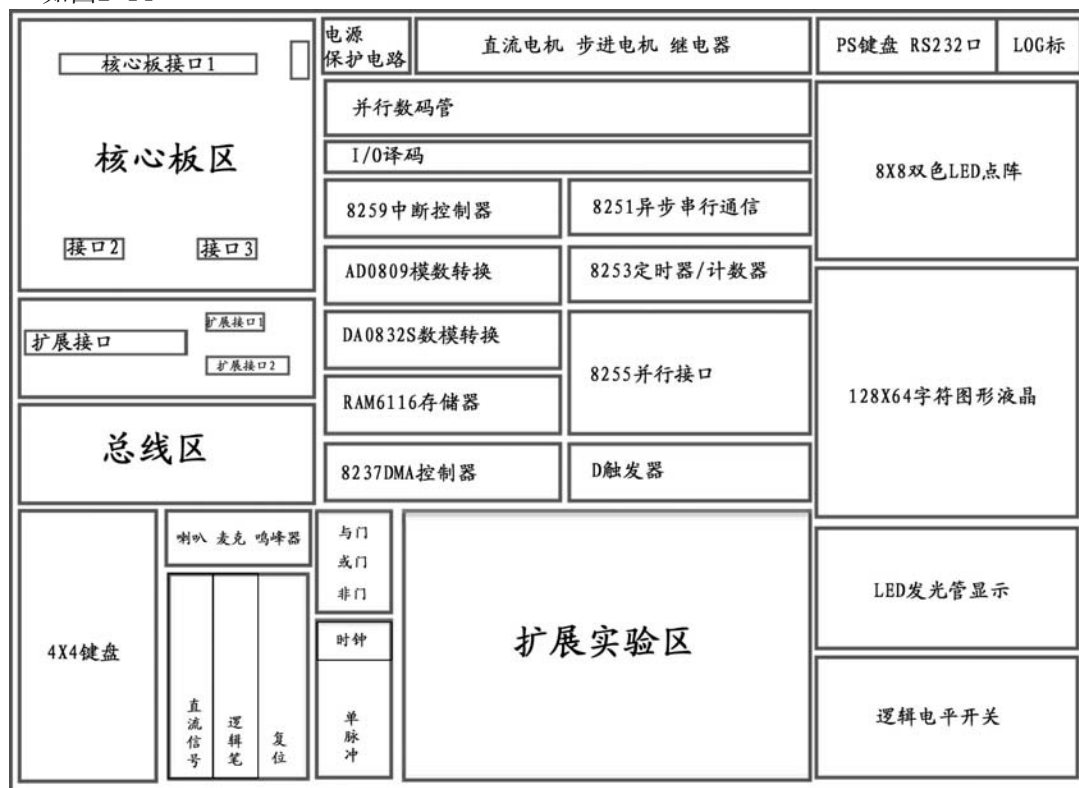 电源
保护电路
直流电机 步进电机 继电器
PS键盘 RS232口
LOG标
核心板接口1
核心板区
接口2
接口3
并行数码管
I/O译码
8259中断控制器
8251异步串行通信
AD0809模数转换
8253定时器/计数器
DA0832S数模转换
8255并行接口
RAM6116存储器
8237DMA控制器
D触发器
8X8双色LED点阵
128X64字符图形液晶
扩展接口
扩展接口1
扩展接口2
总线区
4X4键盘
喇叭 麦克 鸣峰器
直流信号
逻辑笔
复位
与门
或门
非门
时钟
单脉冲
扩展实验区
LED发光管显示
逻辑电平开关